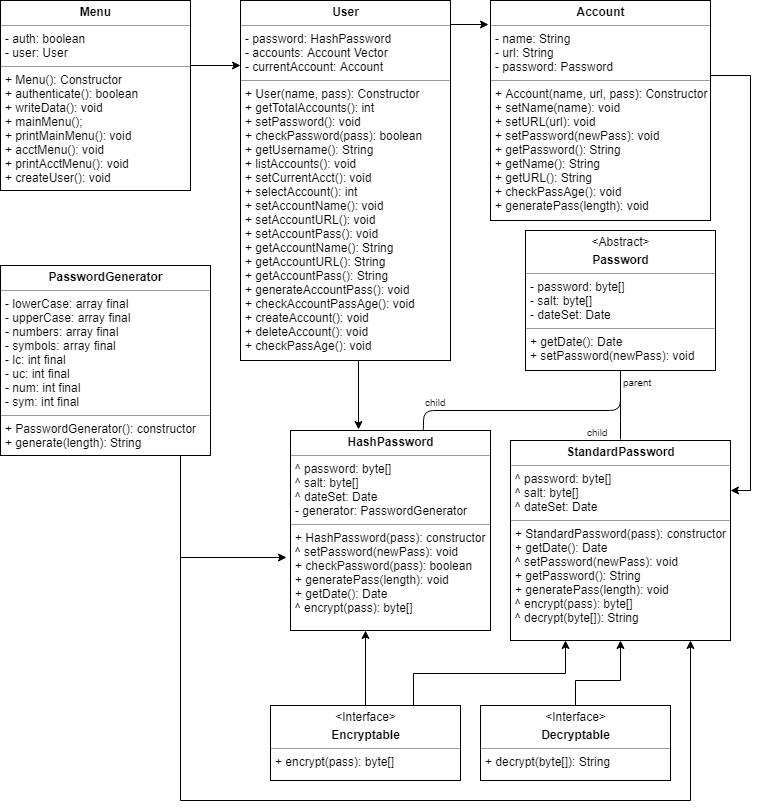 Menu
- auth: boolean
- user: User
+ Menu(): Constructor
+ authenticate(): boolean
+ writeData(): void
+ mainMenu();
+ printMainMenu(): void
+ acctMenu(): void
+ printAcctMenu(): void
+ createUser(): void
User
- password: HashPassword
- accounts: Account Vector
- currentAccount: Account
+ User(name, pass): Constructor
+ getTotalAccounts(): int
+ setPassword(): void
+ checkPassword(pass): boolean
+ getUsername(): String
+ listAccounts(): void
+ setCurrentAcct(): void
+ selectAccount(): int
+ setAccountName(): void
+ setAccountURL(): void
+ setAccountPass(): void
+ getAccountName(): String
+ getAccountURL(): String
+ getAccountPass(): String
+ generateAccountPass(): void
+ checkAccountPassAge(): void
+ createAccount(): void
+ deleteAccount(): void
+ checkPassAge(): void
Account
- name: String
- url: String
- password: Password
+ Account(name, url, pass): Constructor
+ setName(name): void
+ setURL(url): void
+ setPassword(newPass): void
+ getPassword(): String
+ getName(): String
+ getURL(): String
+ checkPassAge(): void
+ generatePass(length): void
<Abstract>
Password
- password: byte[]
- salt: byte[]
- dateSet: Date
+ getDate(): Date
+ setPassword(newPass): void
PasswordGenerator
- lowerCase: array final
- upperCase: array final
- numbers: array final
- symbols: array final
- lc: int final
- uc: int final
- num: int final
- sym: int final
+ PasswordGenerator(): constructor
+ generate(length): String
parent
child
child
HashPassword
^ password: byte[]
^ salt: byte[]
^ dateSet: Date
- generator: PasswordGenerator
+ HashPassword(pass): constructor
^ setPassword(newPass): void
+ checkPassword(pass): boolean
+ generatePass(length): void
+ getDate(): Date
^ encrypt(pass): byte[]
StandardPassword
^ password: byte[]
^ salt: byte[]
^ dateSet: Date
+ StandardPassword(pass): constructor
+ getDate(): Date
^ setPassword(newPass): void
+ getPassword(): String
+ generatePass(length): void
^ encrypt(pass): byte[]
^ decrypt(byte[]): String
<Interface>
Encryptable
+ encrypt(pass): byte[]
<Interface>
Decryptable
+ decrypt(byte[]): String